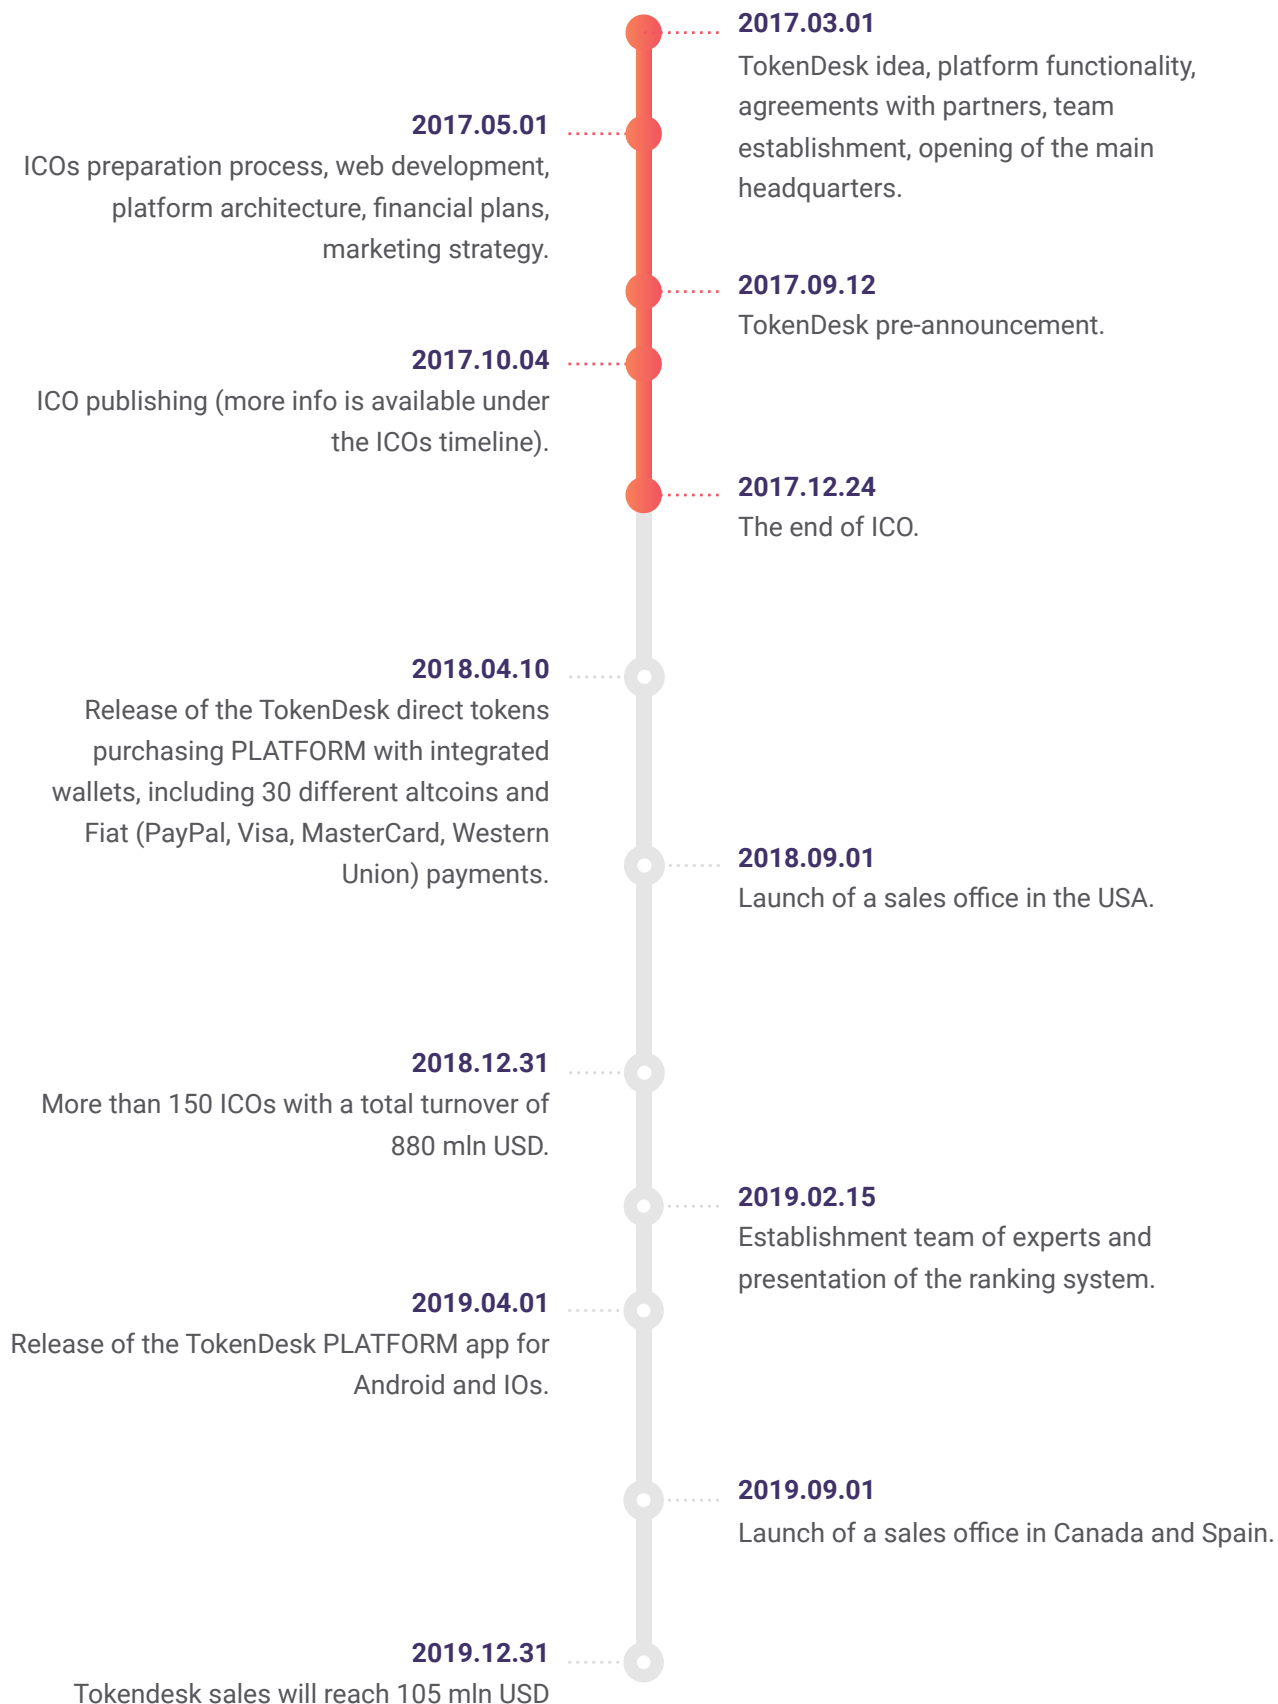 2017.03.01
TokenDesk idea, platform functionality,
agreements with partners, team
establishment, opening of the main
headquarters.
2017.05.01
ICOs preparation process, web development,
platform architecture, financial plans,
marketing strategy.
2017.09.12
TokenDesk pre-announcement.
2017.10.04
ICO publishing (more info is available under
the ICOs timeline).
2017.12.24
The end of ICO.
2018.04.10
Release of the TokenDesk direct tokens
purchasing PLATFORM with integrated
wallets, including 30 different altcoins and
Fiat (PayPal, Visa, MasterCard, Western
Union) payments.
2018.09.01
Launch of a sales office in the USA.
2018.12.31
More than 150 ICOs with a total turnover of
880 mln USD.
2019.02.15
Establishment team of experts and
presentation of the ranking system.
2019.04.01
Release of the TokenDesk PLATFORM app for
Android and IOs.
2019.09.01
Launch of a sales office in Canada and Spain.
2019.12.31
Tokendesk sales will reach 105 mln USD